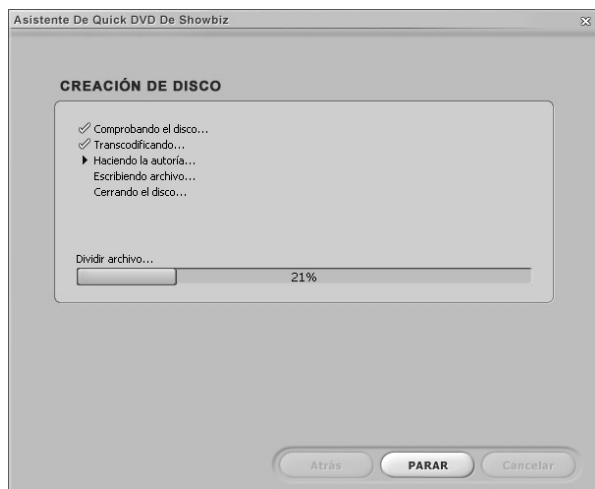 Asistente De Quick DVD De Showbiz
CREACIÓN DE DISCO
Comprobando el disco...
Transcodificando...
Haciendo la autoría...
Escribiendo archivo...
Cerrando el disco...
Dividir archivo...
21%
Atrás PARAR Cancelar